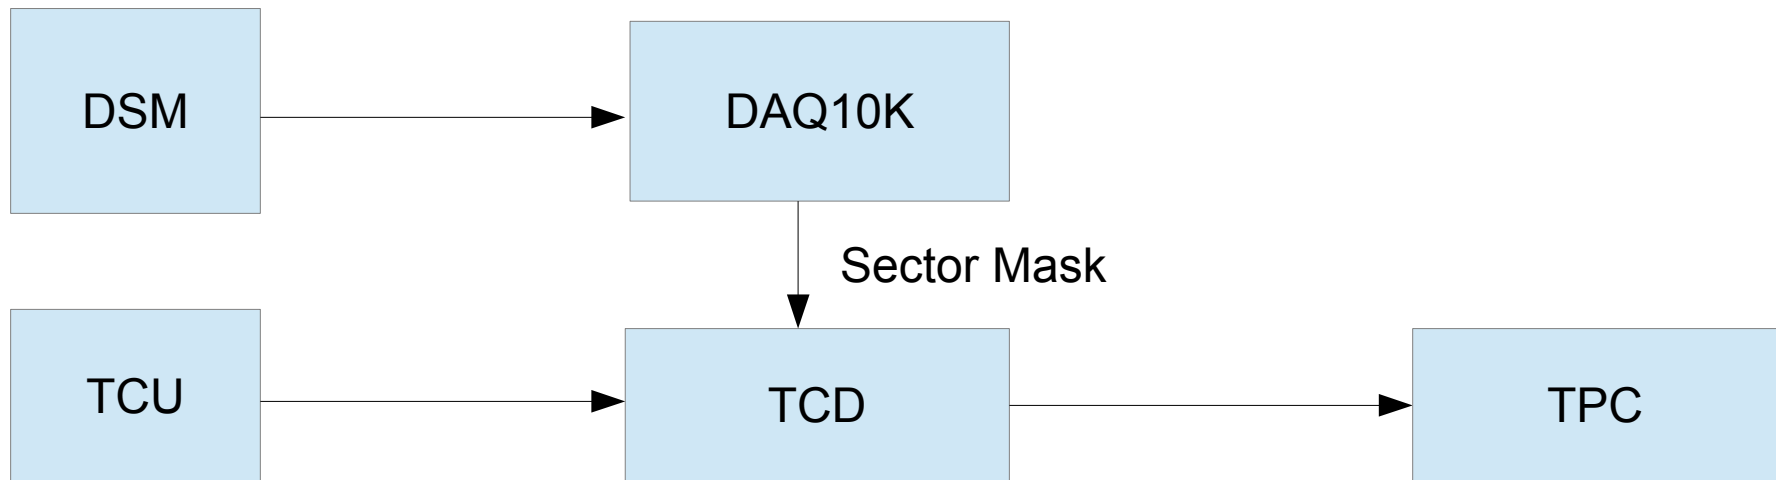 DSM
DAQ10K
Sector Mask
TCU
TCD
TPC